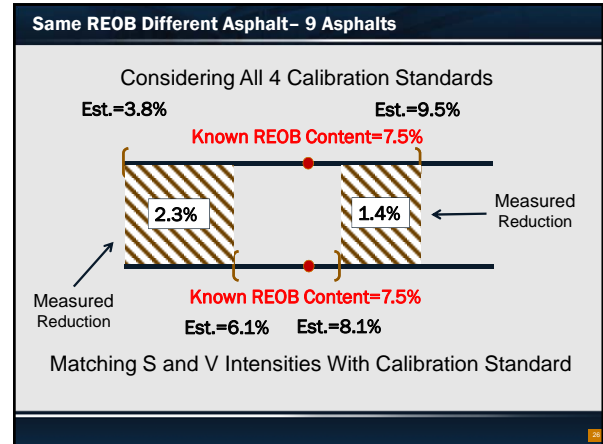 Same REOB Different Asphalt– 9 Asphalts
Considering All 4 Calibration Standards
Est.=3.8%
Est.=9.5%
Known REOB Content=7.5%
2.3%
1.4%
Measured
Reduction
Measured
Reduction
Known REOB Content=7.5%
Est.=6.1%
Est.=8.1%
Matching S and V Intensities With Calibration Standard
26